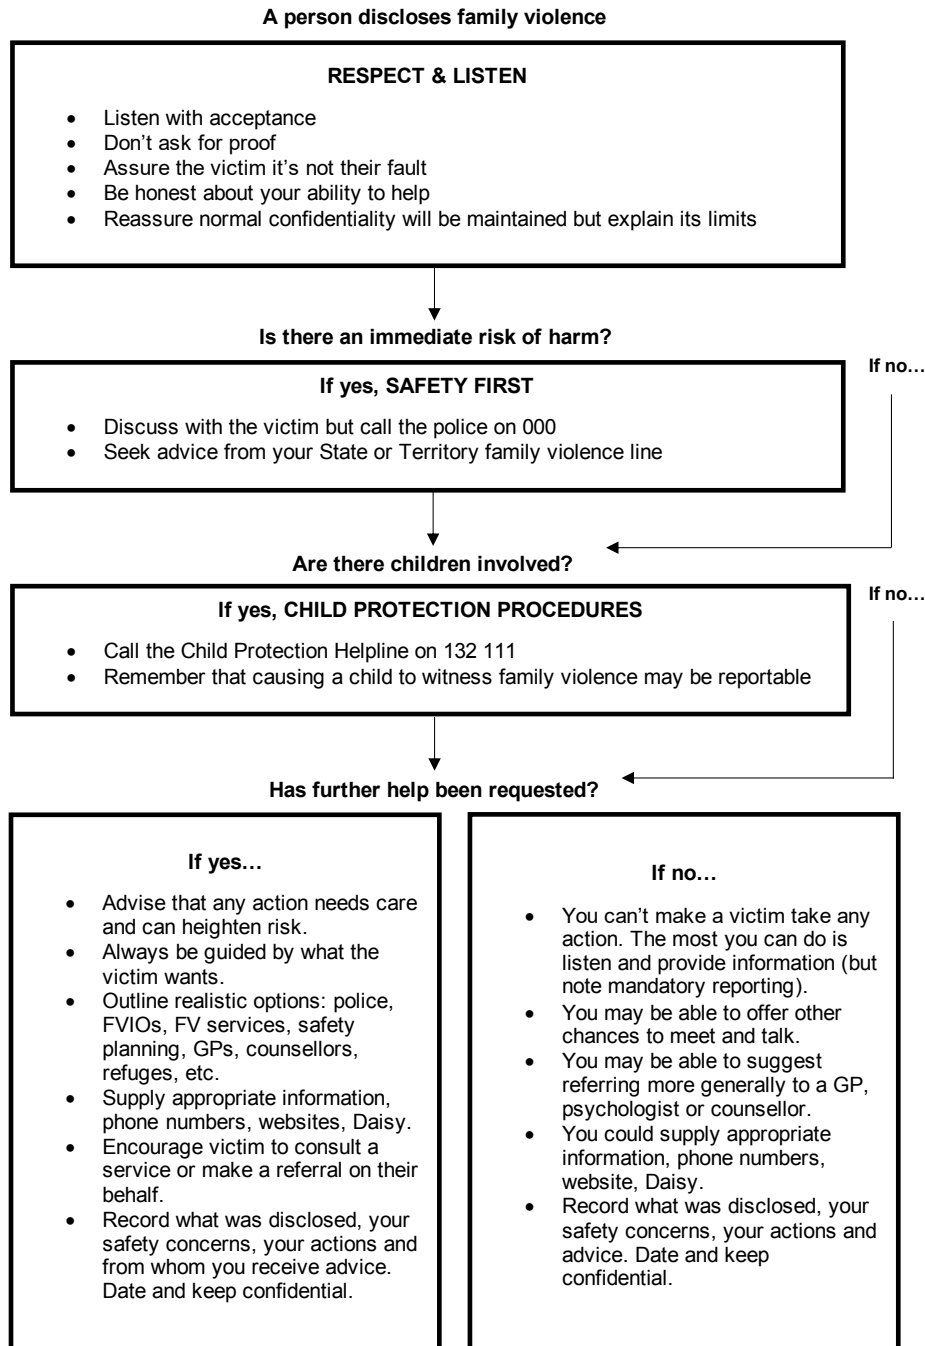 A person discloses family violence
RESPECT & LISTEN
• Listen with acceptance
• Don’t ask for proof
• Assure the victim it’s not their fault
• Be honest about your ability to help
• Reassure normal confidentiality will be maintained but explain its limits
Is there an immediate risk of harm?
If no…
If yes, SAFETY FIRST
• Discuss with the victim but call the police on 000
• Seek advice from your State or Territory family violence line
Are there children involved?
If no…
If yes, CHILD PROTECTION PROCEDURES
• Call the Child Protection Helpline on 132 111
• Remember that causing a child to witness family violence may be reportable
Has further help been requested?
If yes…
• Advise that any action needs care
and can heighten risk.
• Always be guided by what the
victim wants.
• Outline realistic options: police,
FVIOs, FV services, safety
planning, GPs, counsellors,
refuges, etc.
• Supply appropriate information,
phone numbers, websites, Daisy.
• Encourage victim to consult a
service or make a referral on their
behalf.
• Record what was disclosed, your
safety concerns, your actions and
from whom you receive advice.
Date and keep confidential.
If no…
• You can’t make a victim take any
action. The most you can do is
listen and provide information (but
note mandatory reporting).
• You may be able to offer other
chances to meet and talk.
• You may be able to suggest
referring more generally to a GP,
psychologist or counsellor.
• You could supply appropriate
information, phone numbers,
website, Daisy.
• Record what was disclosed, your
safety concerns, your actions and
advice. Date and keep
confidential.